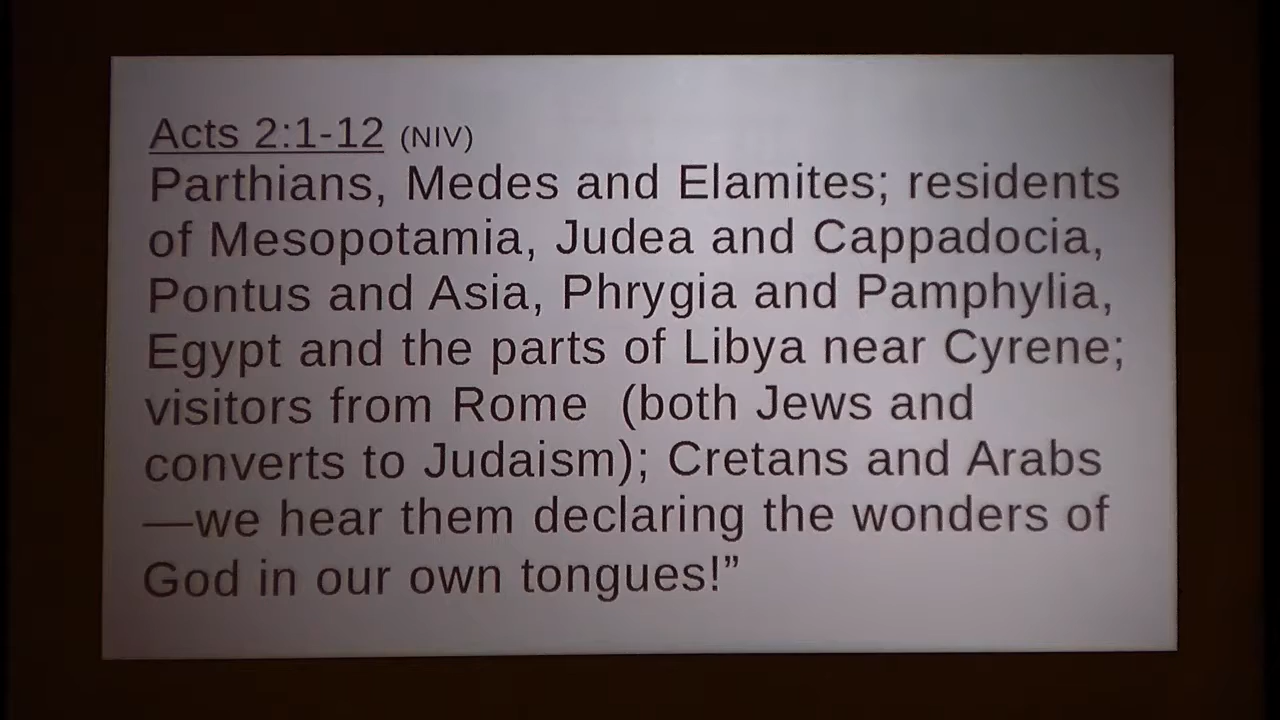 Acts 2:1-12 (NIV)
Parthians, Medes and Elamites; residents
of Mesopotamia, Judea and Cappadocia,
Pontus and Asia, Phrygia and Pamphylia,
Egypt and the parts of Libya near Cyrene;
visitors from Rome  (both Jews and
converts to Judaism); Cretans and Arabs
—we hear them declaring the wonders of
God in our own tongues!”